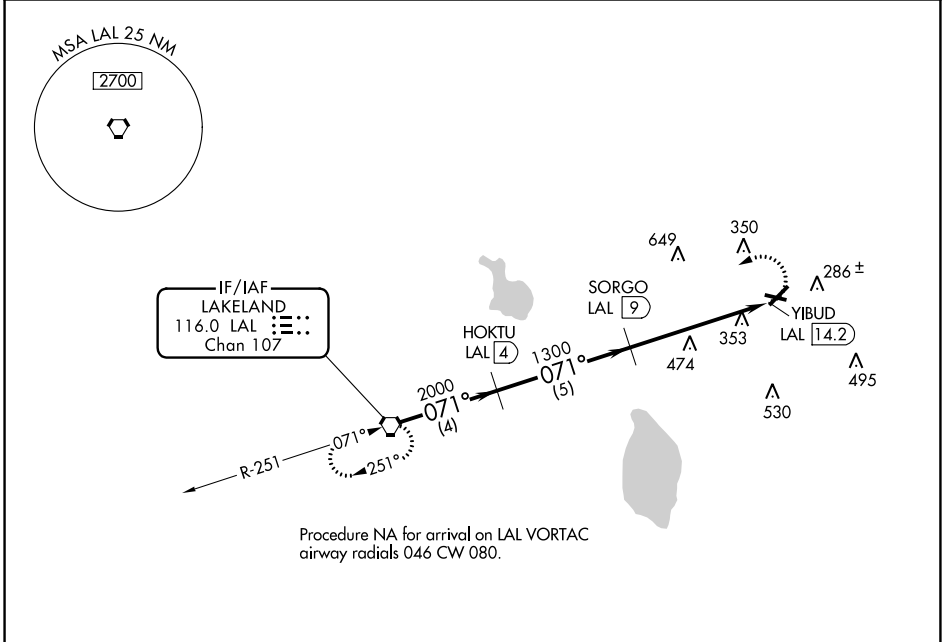 MSA LAL 25 NM
2700
IF/IAF
LAKELAND
116.0 LAL
Chan 107
HOKTU
LAL 4
SORGO
LAL 9
649
350
286 ±
YIBUD
LAL 14.2
353
474
495
530
2000
071°
(4)
1300
071°
(5)
R-251
071°
251°
Procedure NA for arrival on LAL VORTAC
airway radials 046 CW 080.